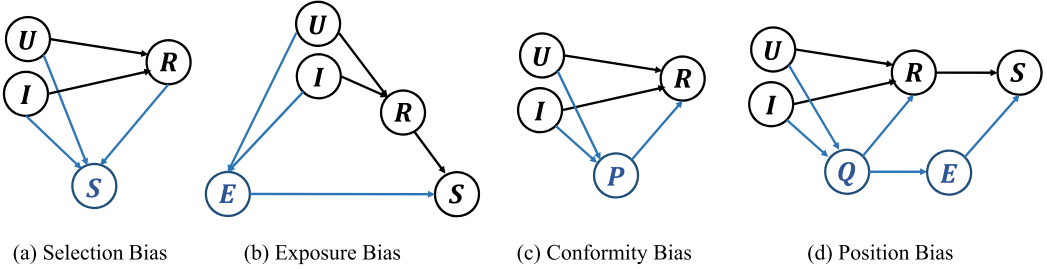 U
I
R
S
(a) Selection Bias
U
I
R
E
S
(b) Exposure Bias
U
I
R
P
(c) Conformity Bias
U
I
R
S
Q
E
(d) Position Bias